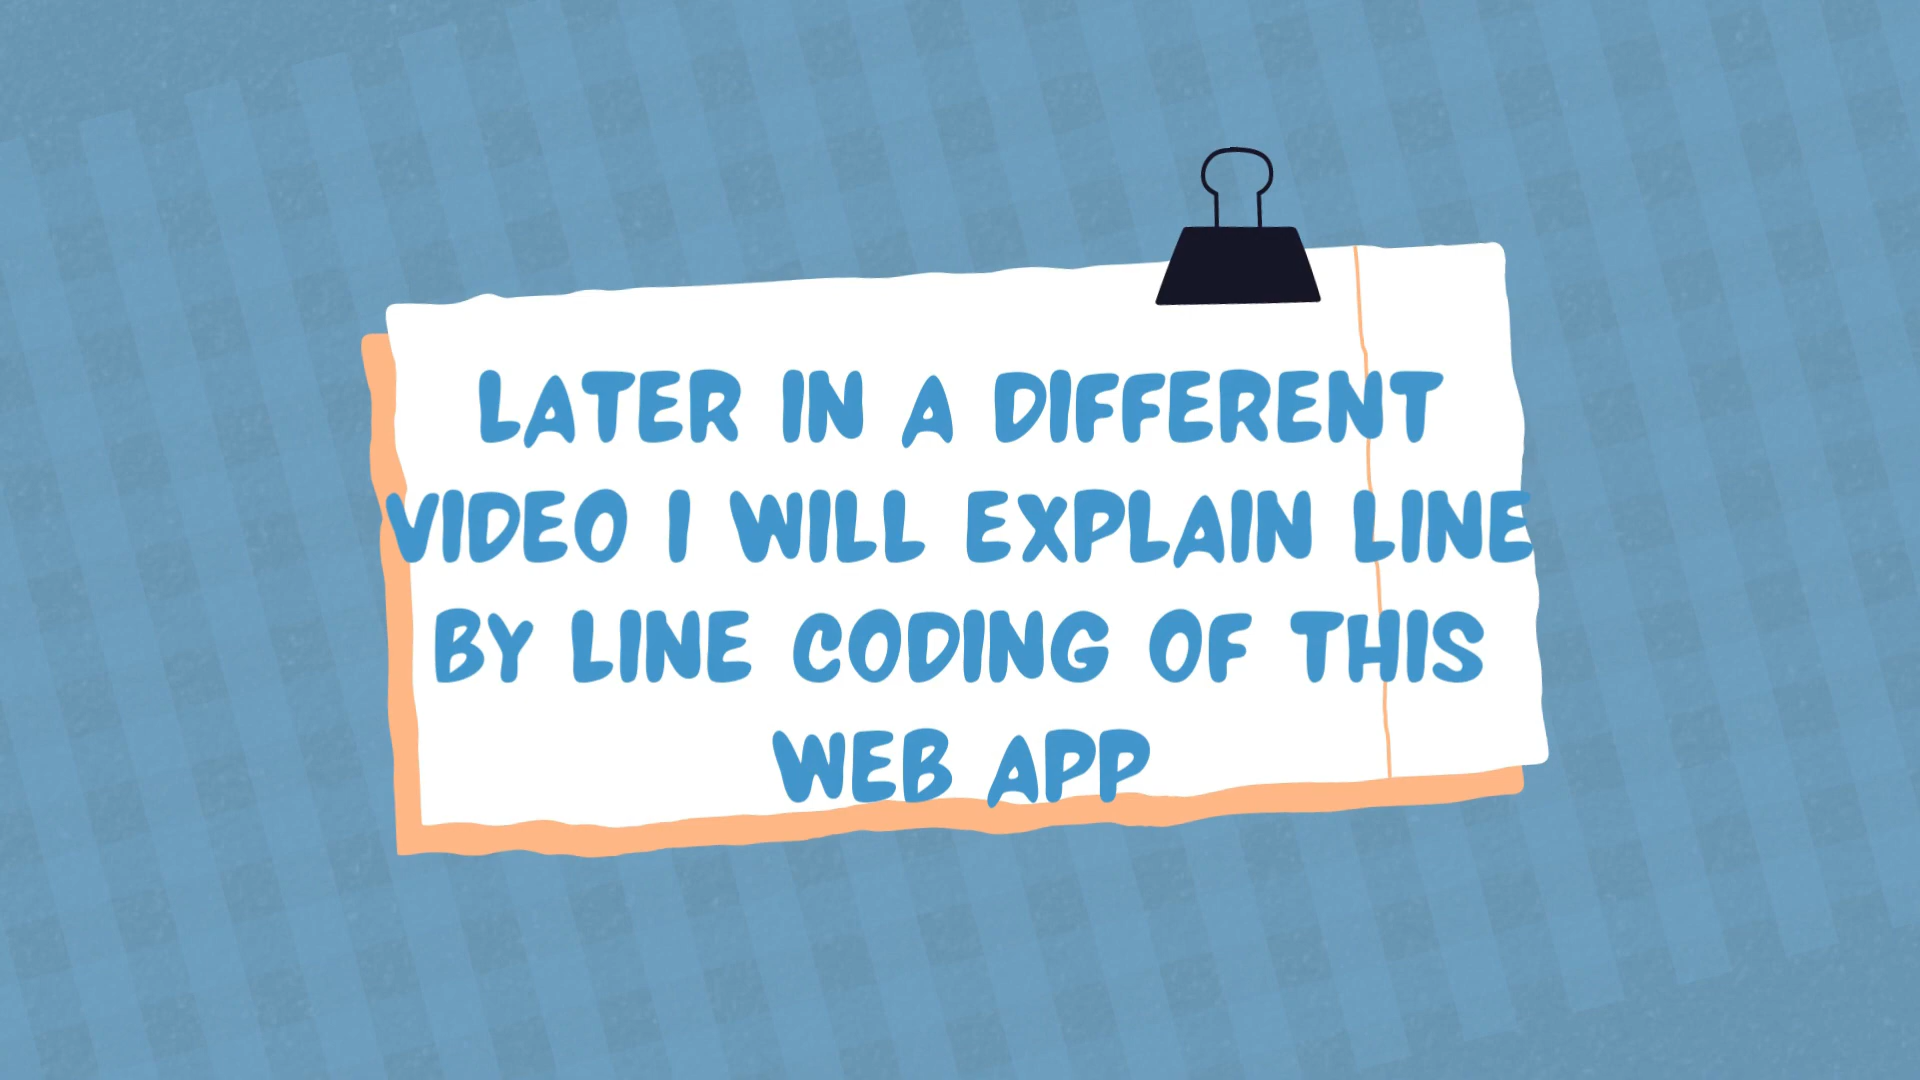 LATER IN A DIFFERENT
VIDEO I WILL EXPLAIN LINE
BY LINE CODING OF THIS
WEB APP